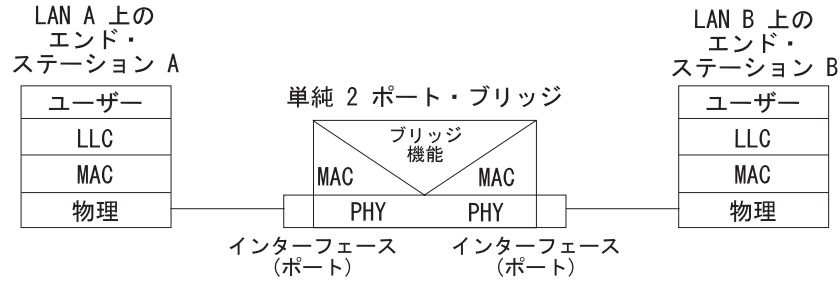 LAN A 上の
エンド・
ステーション A
ユーザー
LLC
MAC
物理
単純 2 ポート・ブリッジ
ブリッジ
機能
MAC
MAC
PHY
PHY
インターフェース
(ポート)
インターフェース
(ポート)
LAN B 上の
エンド・
ステーション B
ユーザー
LLC
MAC
物理